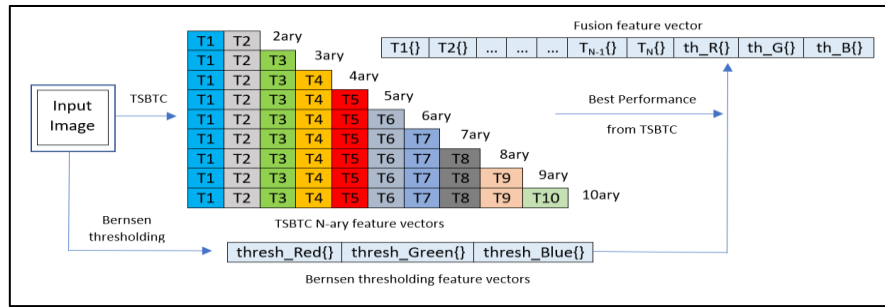 Fusion feature vector
T1{} T2{} ... ... ... TN-1{} TN{} th_R{} th_G{} th_B{}
T1 T2 2ary
T1 T2 T3 3ary
T1 T2 T3 T4 4ary
T1 T2 T3 T4 T5 5ary
T1 T2 T3 T4 T5 T6 6ary
T1 T2 T3 T4 T5 T6 T7 7ary
T1 T2 T3 T4 T5 T6 T7 T8 8ary
T1 T2 T3 T4 T5 T6 T7 T8 T9 9ary
T1 T2 T3 T4 T5 T6 T7 T8 T9 T10 10ary
Input
Image
TSBTC
Best Performance
from TSBTC
TSBTC N-ary feature vectors
Bernsen
thresholding
thresh_Red{} thresh_Green{} thresh_Blue{}
Bernsen thresholding feature vectors